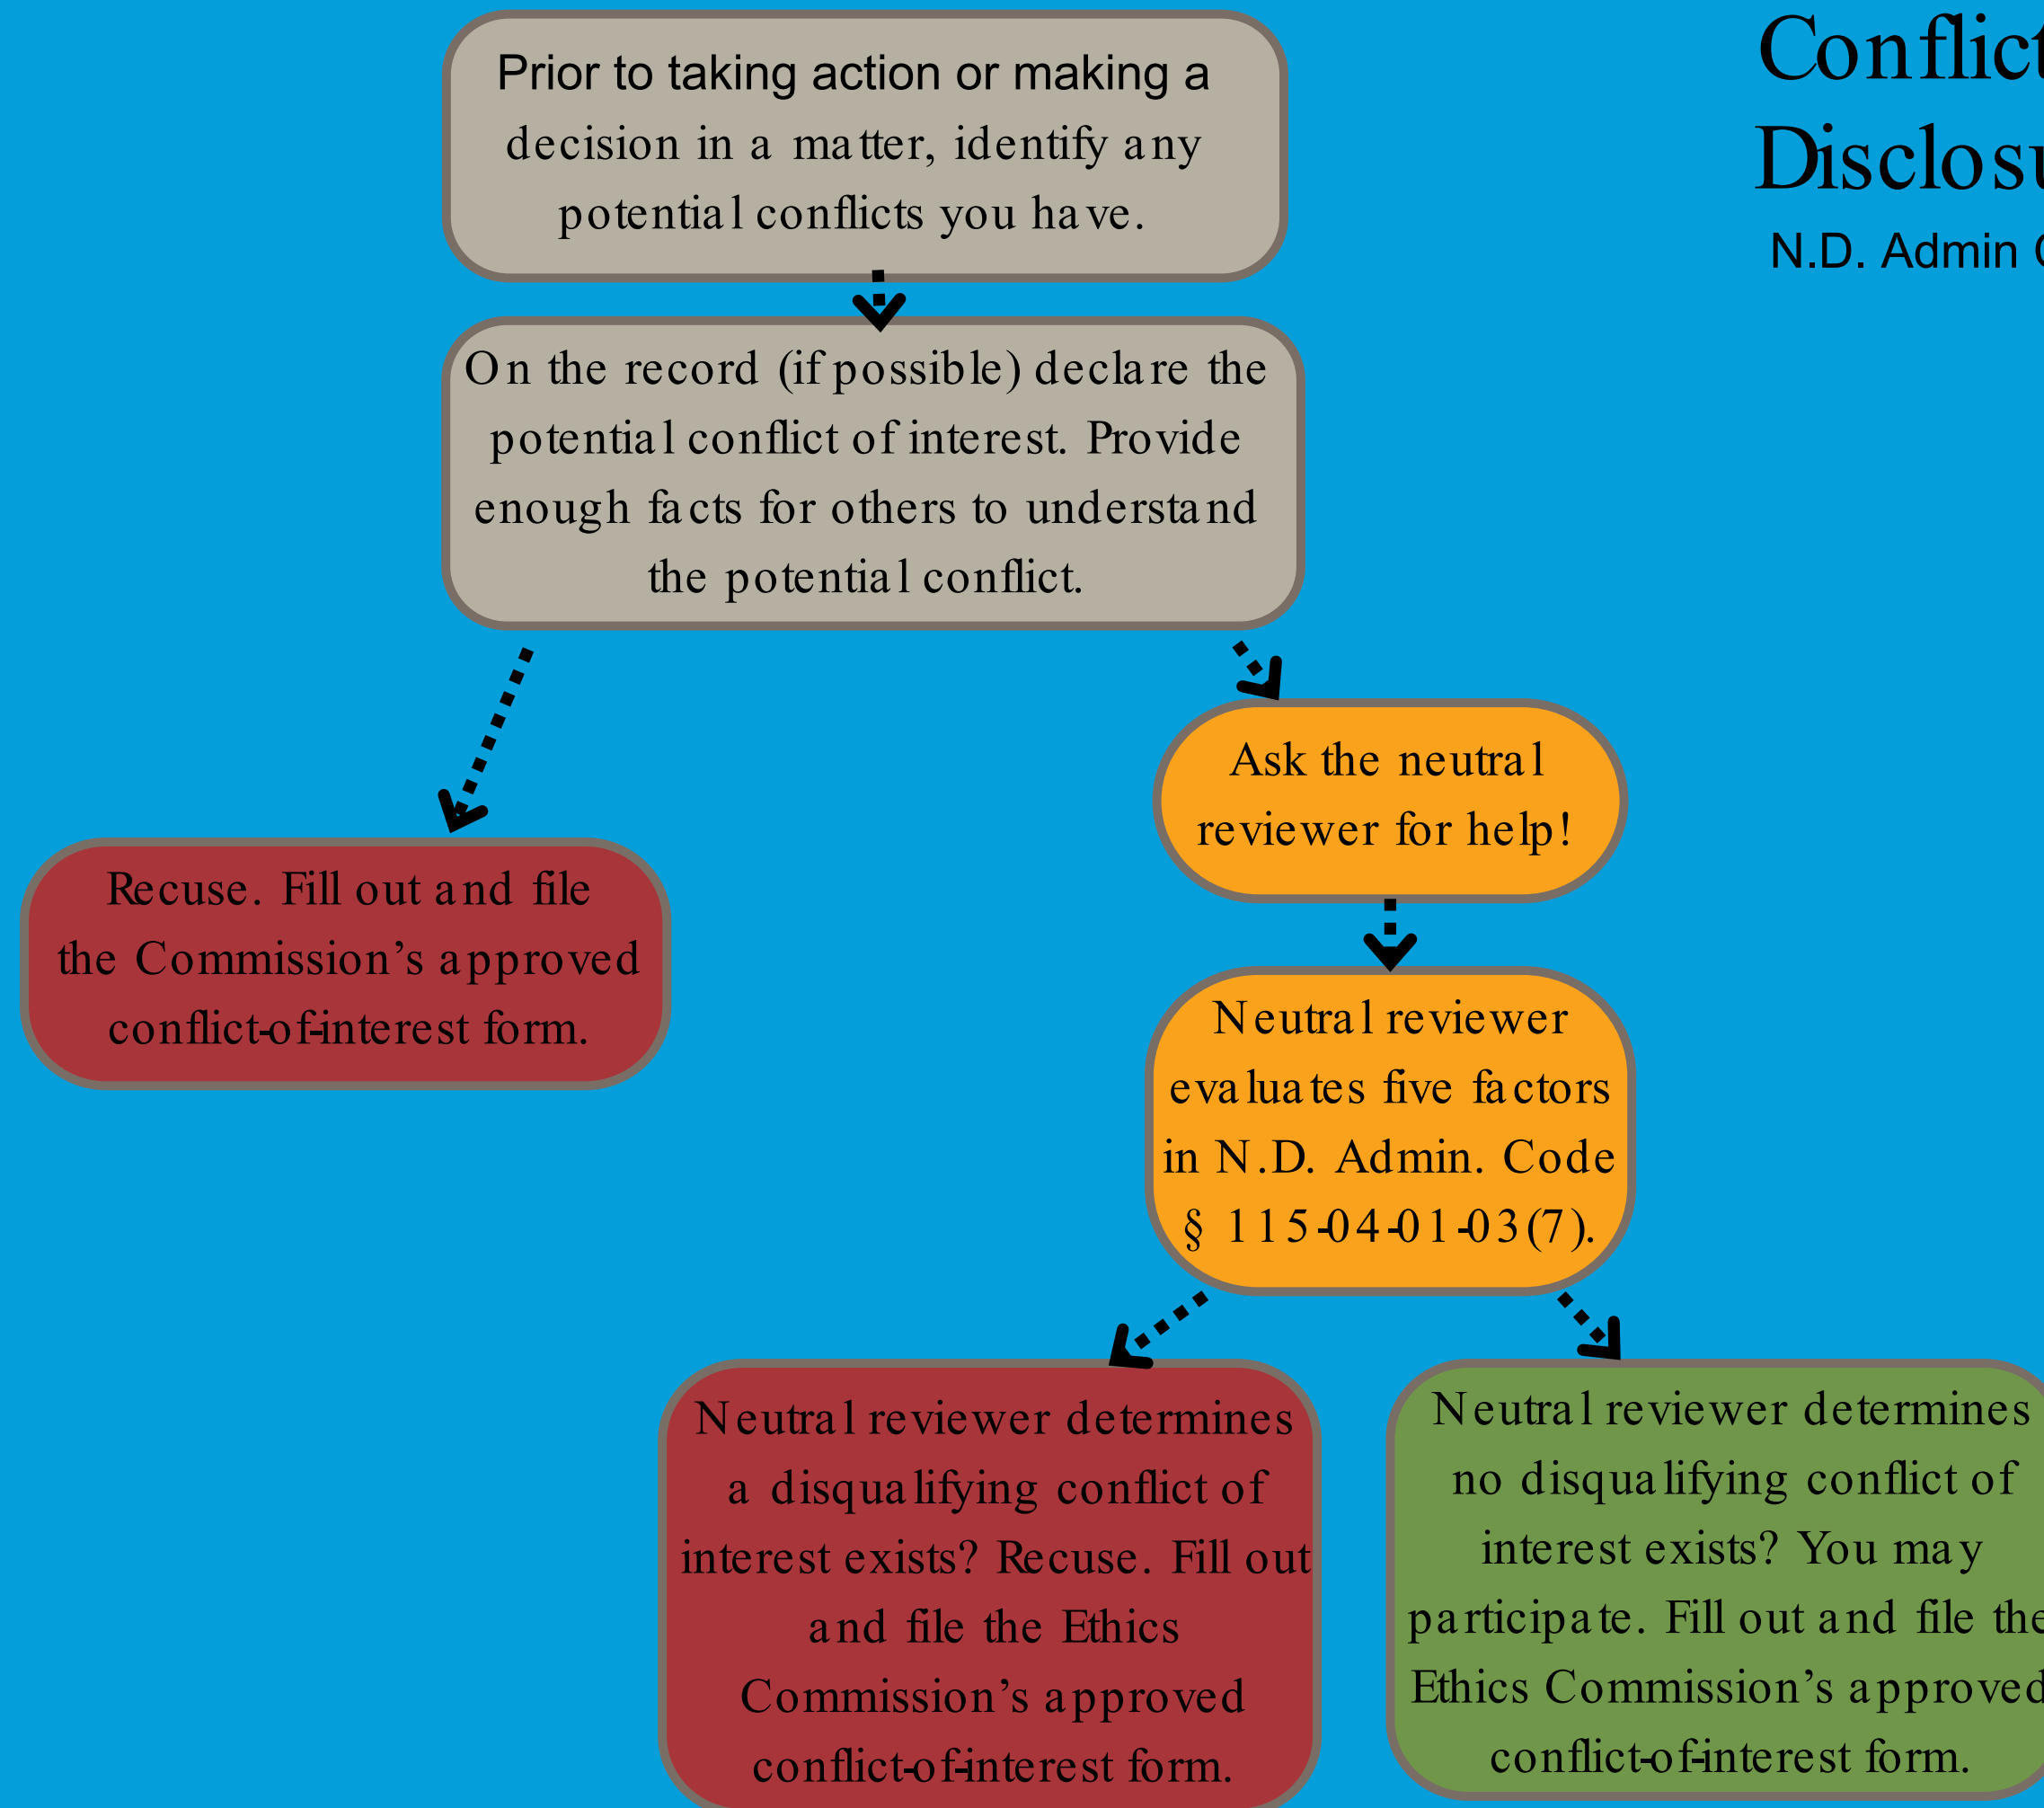 Prior to taking action or making a
decision in a matter, identify any
potential conflicts you have.
On the record (if possible) declare the
potential conflict of interest. Provide
enough facts for others to understand
the potential conflict.
Recuse. Fill out and file
the Commission’s approved
conflict-of-interest form.
Ask the neutral
reviewer for help!
Neutral reviewer
evaluates five factors
in N.D. Admin. Code
§ 115-04-01-03(7).
Neutral reviewer determines
a disqualifying conflict of
interest exists? Recuse. Fill out
and file the Ethics
Commission’s approved
conflict-of-interest form.
Neutral reviewer determines
no disqualifying conflict of
interest exists? You may
participate. Fill out and file the
Ethics Commission’s approved
conflict-of-interest form.
Conflict
Disclosu
N.D. Admin